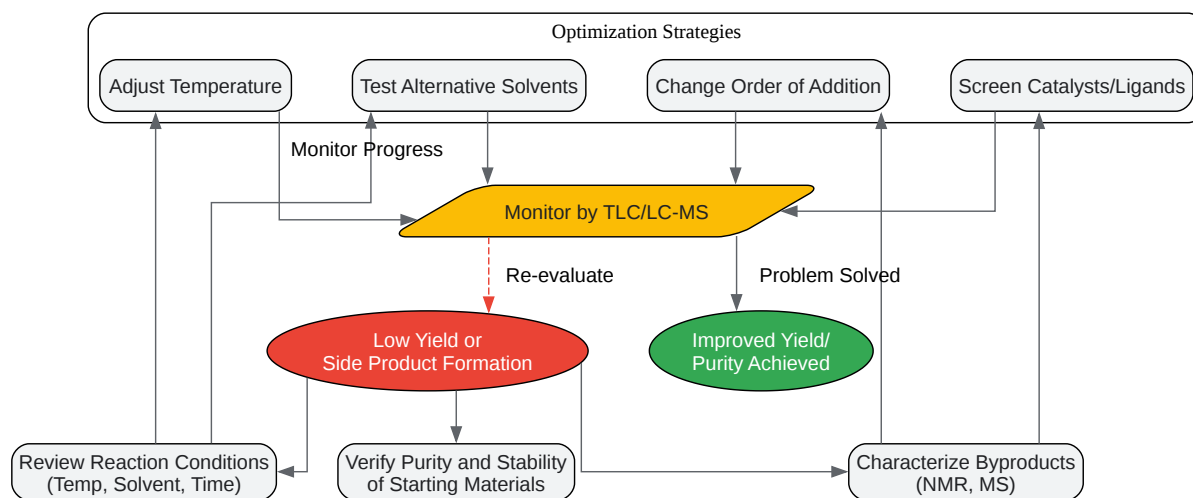 Optimization Strategies
Adjust Temperature
Test Alternative Solvents
Change Order of Addition
Screen Catalysts/Ligands
Monitor Progress
Monitor by TLC/LC-MS
Re-evaluate
Problem Solved
Low Yield or
Side Product Formation
Improved Yield/
Purity Achieved
Review Reaction Conditions
(Temp, Solvent, Time)
Verify Purity and Stability
of Starting Materials
Characterize Byproducts
(NMR, MS)